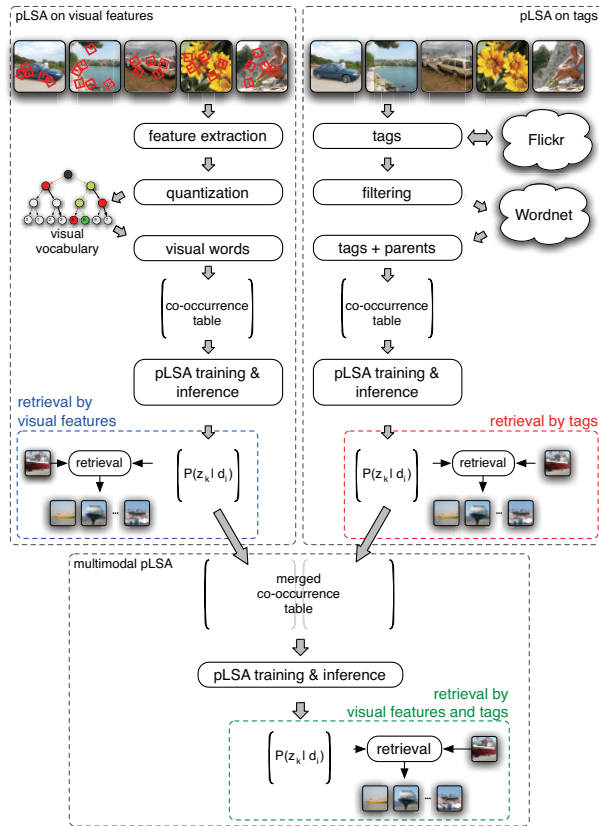 pLSA on visual features
feature extraction
quantization
visual
vocabulary
visual words
co-occurrence
table
pLSA training &
inference
retrieval by
visual features
retrieval
...
P(z_k | d_i)
pLSA on tags
tags
Flickr
filtering
Wordnet
tags + parents
co-occurrence
table
pLSA training &
inference
retrieval by tags
P(z_k | d_i)
retrieval
...
multimodal pLSA
merged
co-occurrence
table
pLSA training & inference
retrieval by
visual features and tags
P(z_k | d_i)
retrieval
...